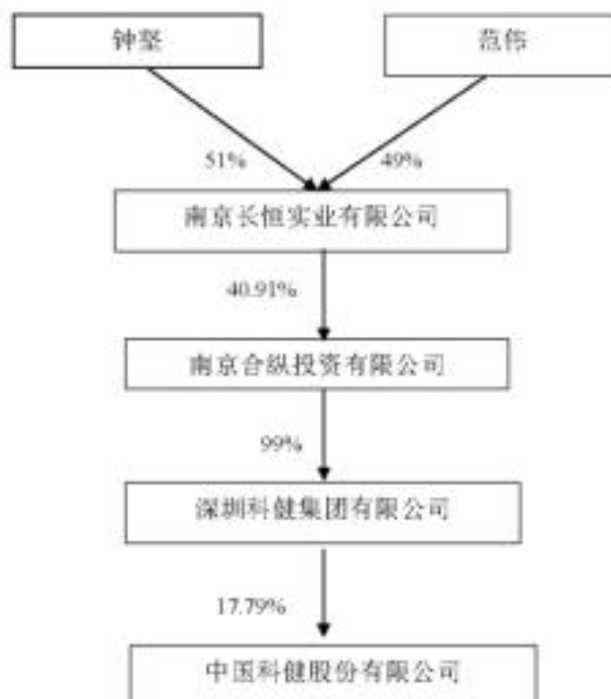 钟坚
范伟
51%
49%
南京长恒实业有限公司
40.91%
南京合纵投资有限公司
99%
深圳科健集团有限公司
17.79%
中国科健股份有限公司